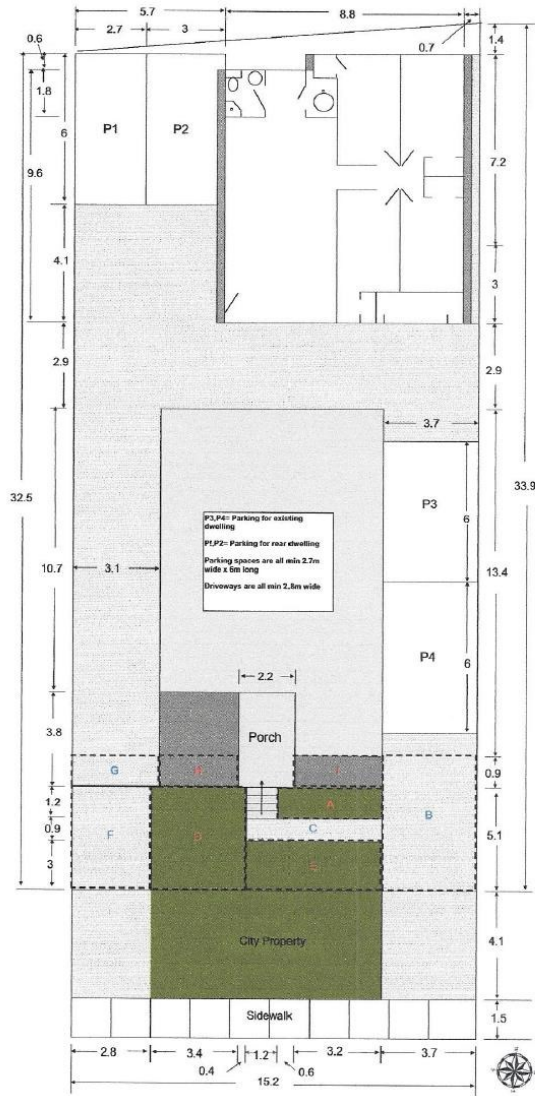 5.7
8.8
2.7
3
0.7
1.4
0.6
1.8
P1
P2
6
7.2
9.6
4.1
3
2.9
2.9
3.7
33.9
32.5
P3
6
P3,P4= Parking for existing
dwelling
P1,P2= Parking for rear dwelling
Parking spaces are all min 2.7m
wide x 6m long
Driveways are all min 2.8m wide
10.7
3.1
13.4
P4
6
2.2
3.8
Porch
G
H
I
0.9
1.2
A
B
F
D
C
0.9
5.1
3
E
City Property
4.1
Sidewalk
1.5
2.8
3.4
1.2
3.2
3.7
0.4
0.6
15.2